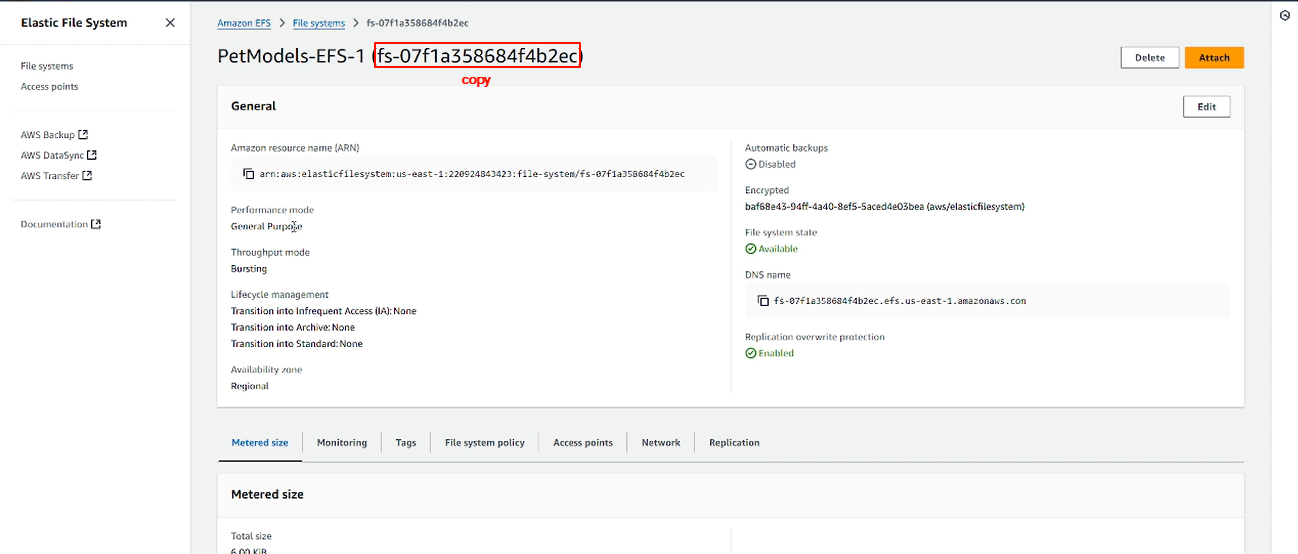 Elastic File System
File systems
Access points
AWS Backup
AWS DataSync
AWS Transfer
Documentation
Amazon EFS > File systems > fs-07f1a358684f4b2ec
PetModels-EFS-1 (fs-07f1a358684f4b2ec)
copy
Delete
Attach
General
Edit
Amazon resource name (ARN)
arn:aws:elasticfilesystem:us-east-1:220924843423:file-system/fs-07f1a358684f4b2ec
Performance mode
General Purpose
Throughput mode
Bursting
Lifecycle management
Transition into Infrequent Access (IA): None
Transition into Archive: None
Transition into Standard: None
Availability zone
Regional
Automatic backups
Disabled
Encrypted
baf68e43-94ff-4a40-8ef5-5aced4e03bea (aws/elasticfilesystem)
File system state
Available
DNS name
fs-07f1a358684f4b2ec.efs.us-east-1.amazonaws.com
Replication overwrite protection
Enabled
Metered size
Monitoring
Tags
File system policy
Access points
Network
Replication
Metered size
Total size
6.00 KiB